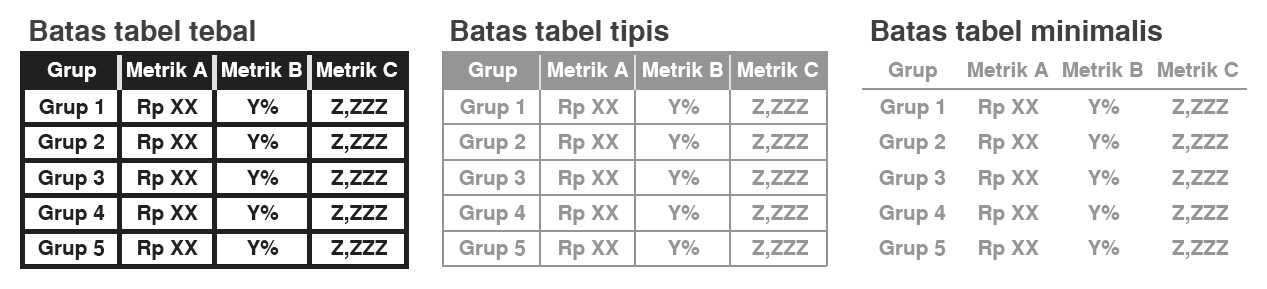 Batas tabel tebal
Grup Metrik A Metrik B Metrik C
Grup 1 Rp XX Y% Z,ZZZ
Grup 2 Rp XX Y% Z,ZZZ
Grup 3 Rp XX Y% Z,ZZZ
Grup 4 Rp XX Y% Z,ZZZ
Grup 5 Rp XX Y% Z,ZZZ
Batas tabel tipis
Grup Metrik A Metrik B Metrik C
Grup 1 Rp XX Y% Z,ZZZ
Grup 2 Rp XX Y% Z,ZZZ
Grup 3 Rp XX Y% Z,ZZZ
Grup 4 Rp XX Y% Z,ZZZ
Grup 5 Rp XX Y% Z,ZZZ
Batas tabel minimalis
Grup Metrik A Metrik B Metrik C
Grup 1 Rp XX Y% Z,ZZZ
Grup 2 Rp XX Y% Z,ZZZ
Grup 3 Rp XX Y% Z,ZZZ
Grup 4 Rp XX Y% Z,ZZZ
Grup 5 Rp XX Y% Z,ZZZ